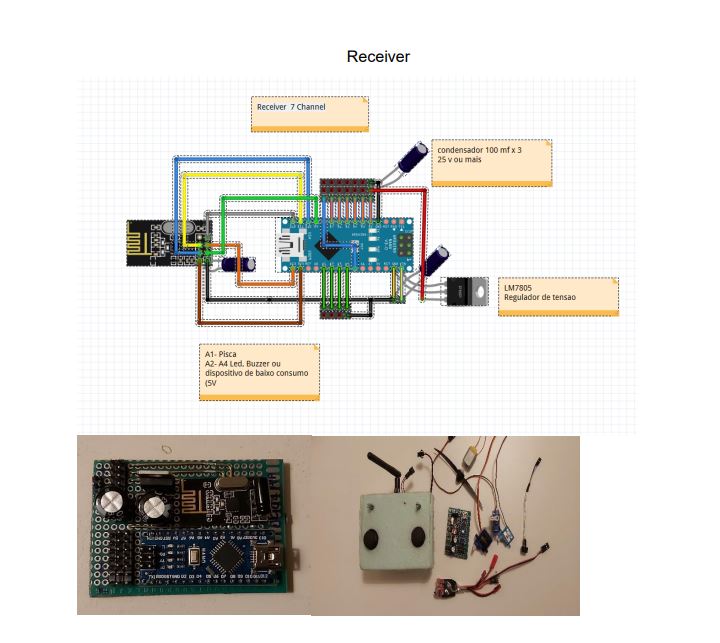 Receiver
Receiver 7 Channel
condensador 100 mf x 3
25 v ou mais
LM7805
Regulador de tensao
A1- Pisca
A2- A4 Led, Buzzer ou
dispositivo de baixo consumo
(5V